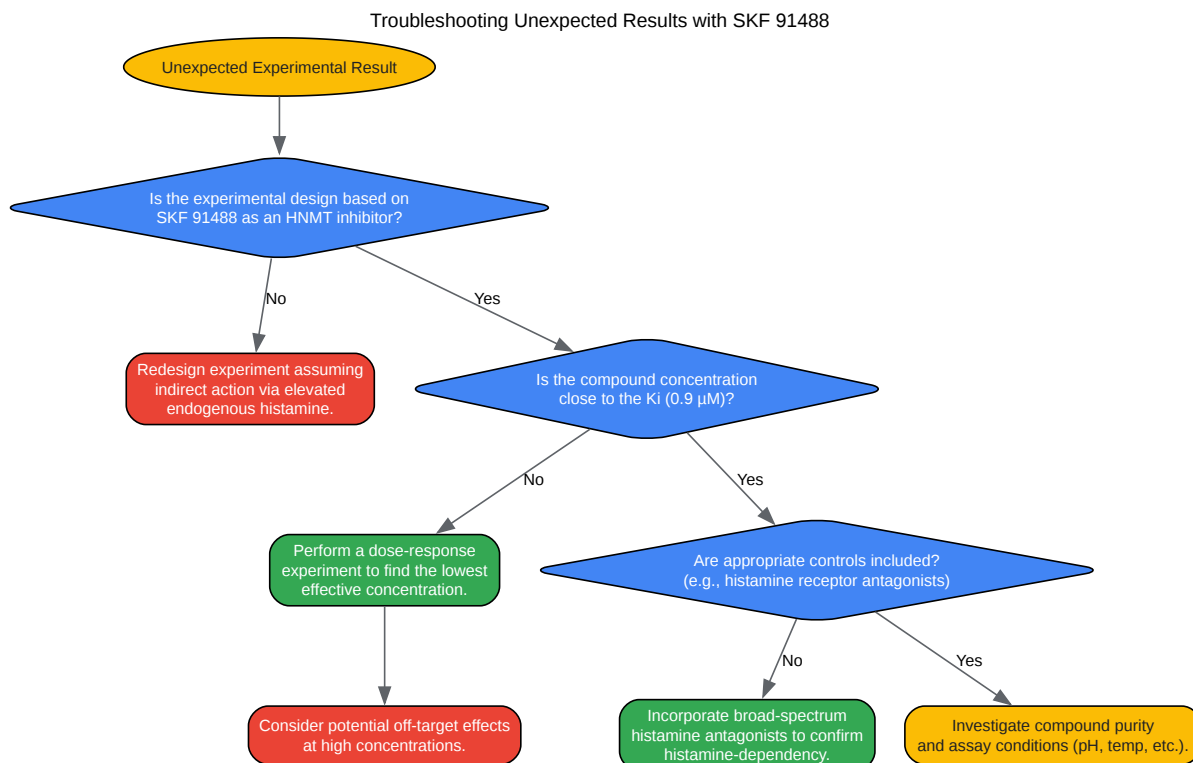 Troubleshooting Unexpected Results with SKF 91488
Unexpected Experimental Result
Is the experimental design based on
SKF 91488 as an HNMT inhibitor?
No
Yes
Redesign experiment assuming
indirect action via elevated
endogenous histamine.
Is the compound concentration
close to the Ki (0.9 µM)?
No
Yes
Perform a dose-response
experiment to find the lowest
effective concentration.
Are appropriate controls included?
(e.g., histamine receptor antagonists)
No
Yes
Consider potential off-target effects
at high concentrations.
Incorporate broad-spectrum
histamine antagonists to confirm
histamine-dependency.
Investigate compound purity
and assay conditions (pH, temp, etc.).